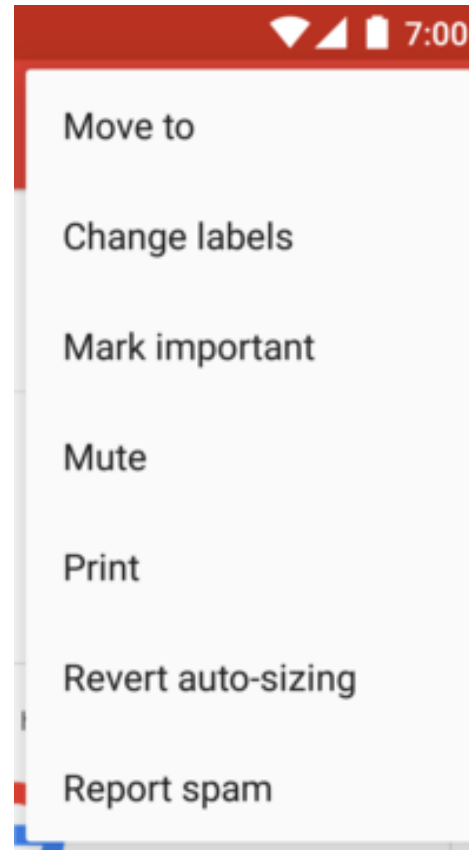 7:00
Move to
Change labels
Mark important
Mute
Print
Revert auto-sizing
Report spam